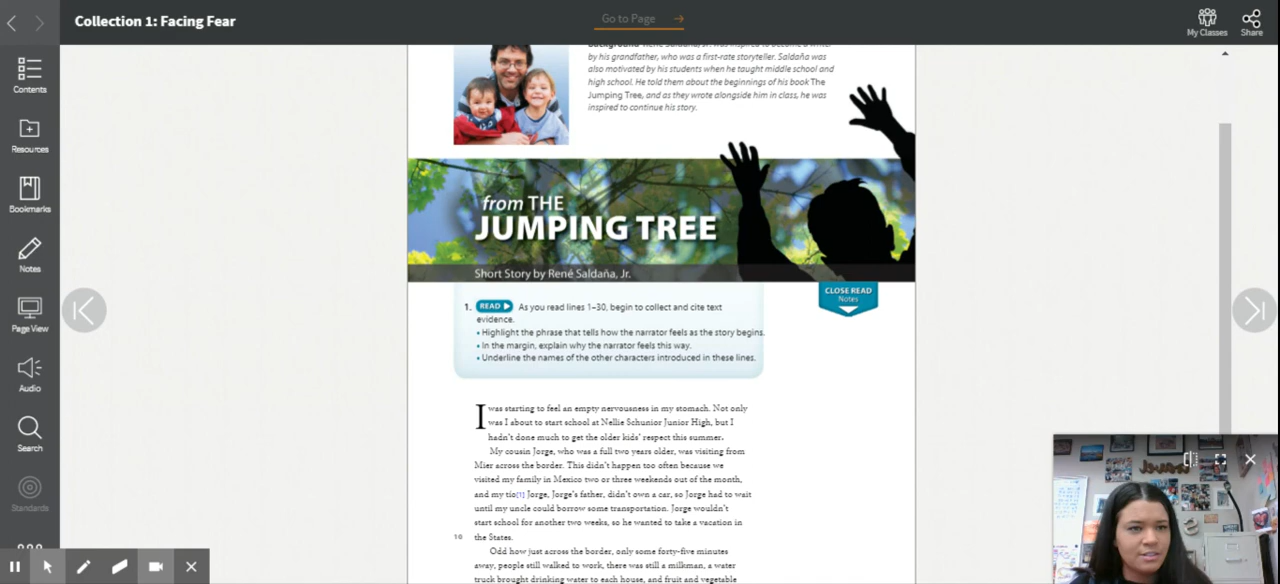 Collection 1: Facing Fear
Go to Page
My Classes
Share
Contents
Resources
Bookmarks
Notes
Page View
Audio
Search
Standards
Background René Saldaña, Jr. was inspired to become a writer
by his grandfather, who was a first-rate storyteller. Saldaña was
also motivated by his students when he taught middle school and
high school. He told them about the beginnings of his book The
Jumping Tree, and as they wrote alongside him in class, he was
inspired to continue his story.
from THE
JUMPING TREE
Short Story by René Saldaña, Jr.
CLOSE READ
Notes
1. READ As you read lines 1–30, begin to collect and cite text
evidence.
• Highlight the phrase that tells how the narrator feels as the story begins.
• In the margin, explain why the narrator feels this way.
• Underline the names of the other characters introduced in these lines.
I was starting to feel an empty nervousness in my stomach. Not only
was I about to start school at Nellie Schunior Junior High, but I
hadn't done much to get the older kids' respect this summer.
My cousin Jorge, who was a full two years older, was visiting from
Mier across the border. This didn't happen too often because we
visited my family in Mexico two or three weekends out of the month,
and my tio[1] Jorge, Jorge's father, didn't own a car, so Jorge had to wait
until my uncle could borrow some transportation. Jorge wouldn't
start school for another two weeks, so he wanted to take a vacation in
10 the States.
Odd how just across the border, only some forty-five minutes
away, people still walked to work, there was still a milkman, a water
truck brought drinking water to each house, and fruit and vegetable